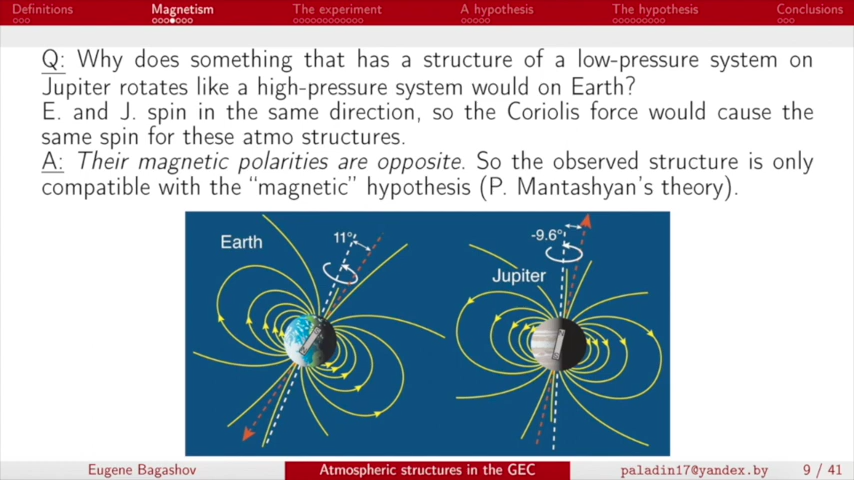 Definitions Magnetism The experiment A hypothesis The hypothesis Conclusions
Q: Why does something that has a structure of a low-pressure system on
Jupiter rotates like a high-pressure system would on Earth?
E. and J. spin in the same direction, so the Coriolis force would cause the
same spin for these atmo structures.
A: Their magnetic polarities are opposite. So the observed structure is only
compatible with the “magnetic” hypothesis (P. Mantashyan’s theory).
Earth
11°
-9.6°
Jupiter
Eugene Bagashov Atmospheric structures in the GEC paladin17@yandex.by 9 / 41